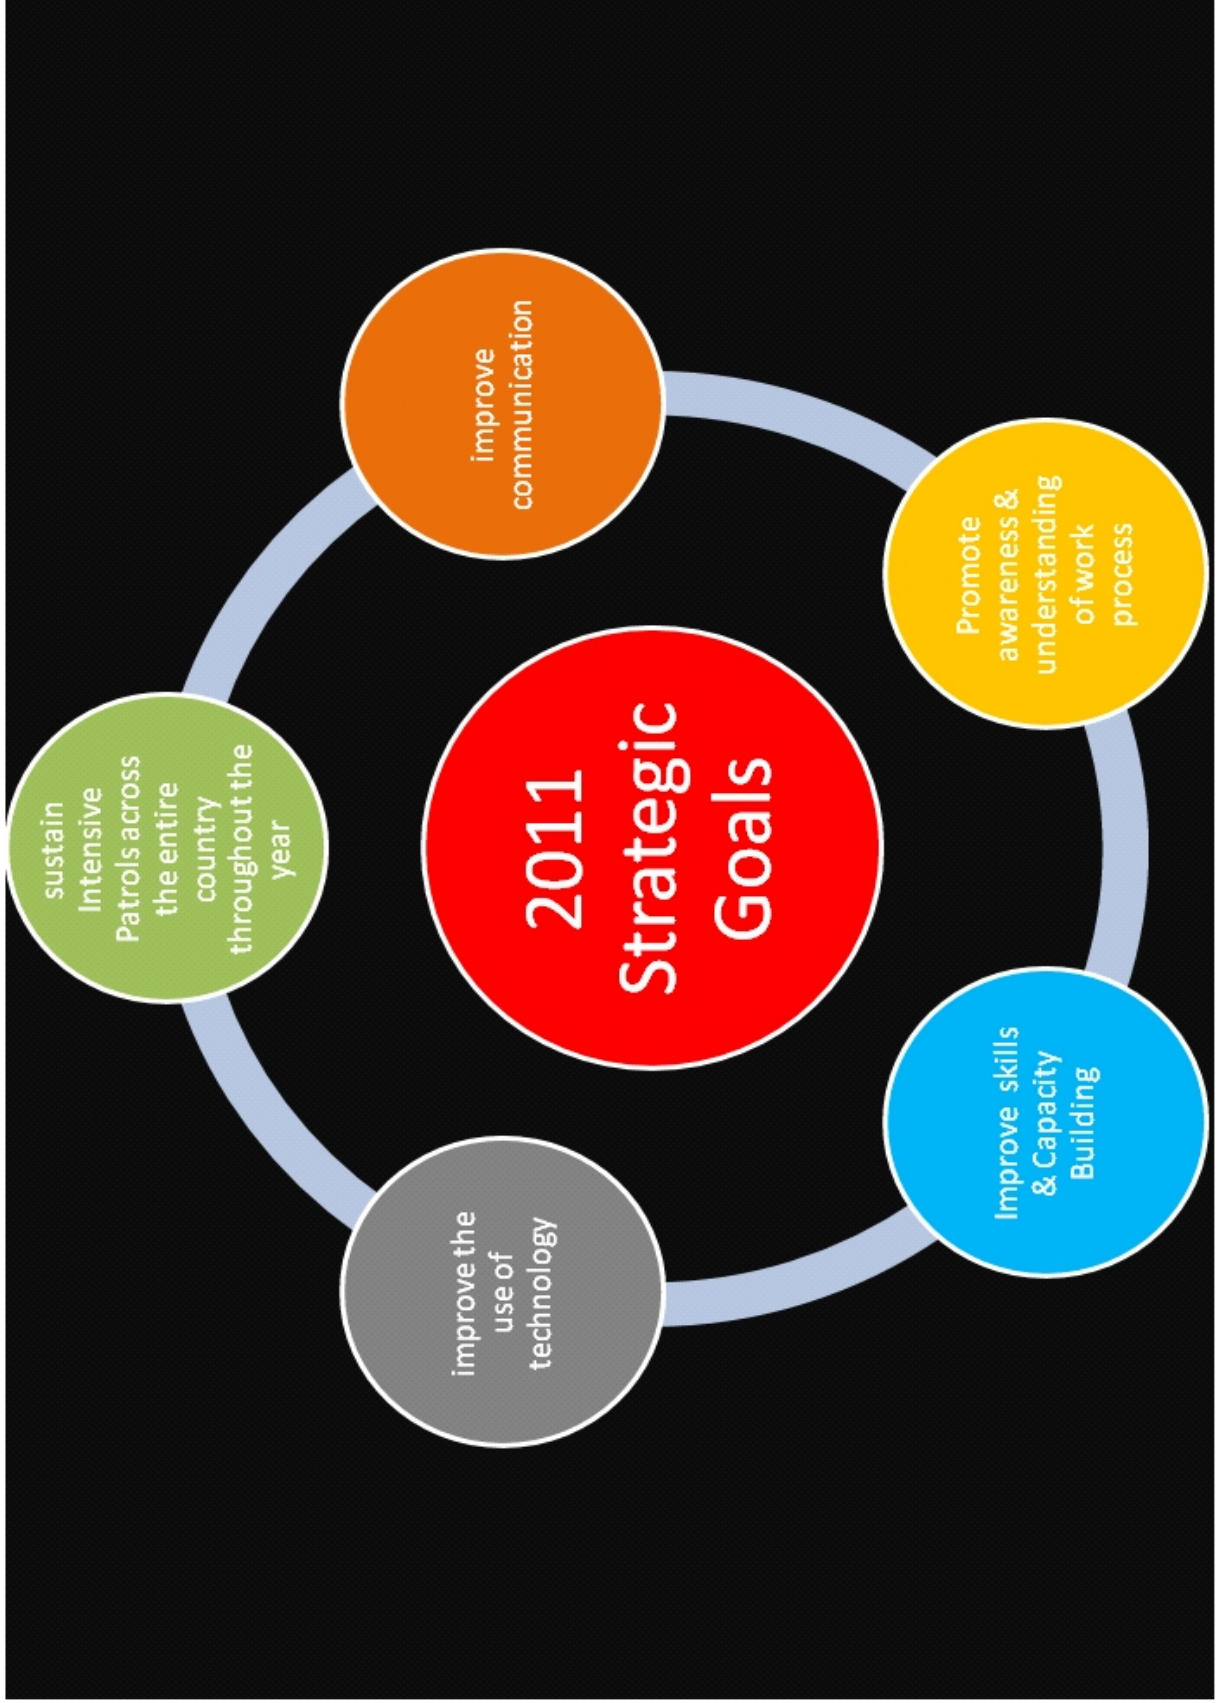 2011
Strategic
Goals
sustain
Intensive
Patrols across
the entire
country
throughout the
year
improve
communication
Promote
awareness &
understanding
of work
process
Improve skills
& Capacity
Building
improve the
use of
technology